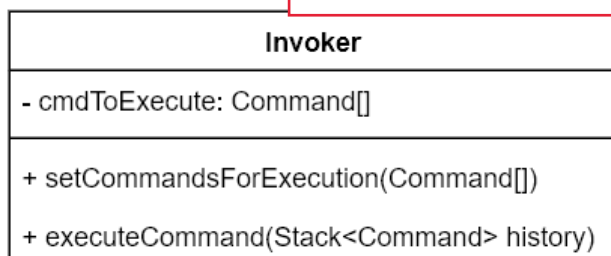 Invoker
- cmdToExecute: Command[]
+ setCommandsForExecution(Command[])
+ executeCommand(Stack<Command> history)